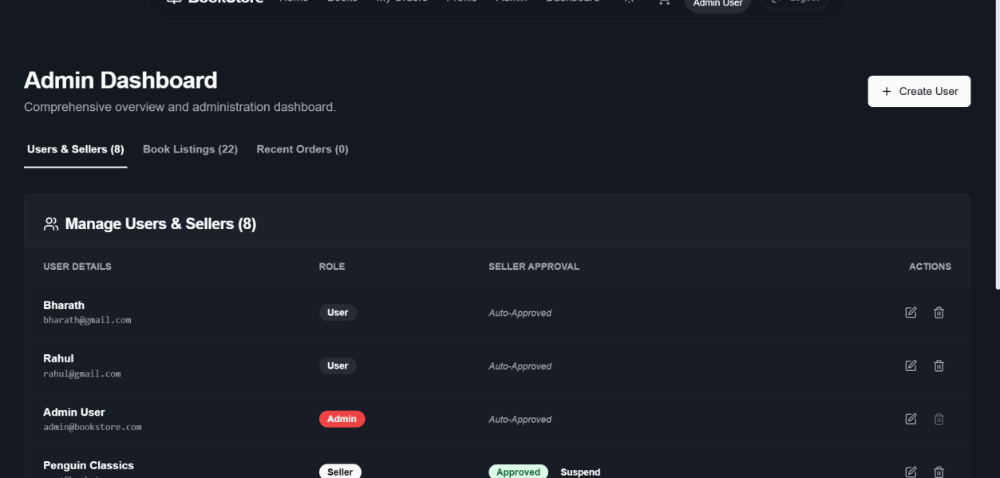 BookStore Home Books My Orders Profile Admin Dashboard Admin User Logout
Admin Dashboard
Comprehensive overview and administration dashboard.
+ Create User
Users & Sellers (8) Book Listings (22) Recent Orders (0)
Manage Users & Sellers (8)
USER DETAILS ROLE SELLER APPROVAL ACTIONS
Bharath
bharath@gmail.com
User Auto-Approved
Rahul
rahul@gmail.com
User Auto-Approved
Admin User
admin@bookstore.com
Admin Auto-Approved
Penguin Classics
Seller Approved Suspend